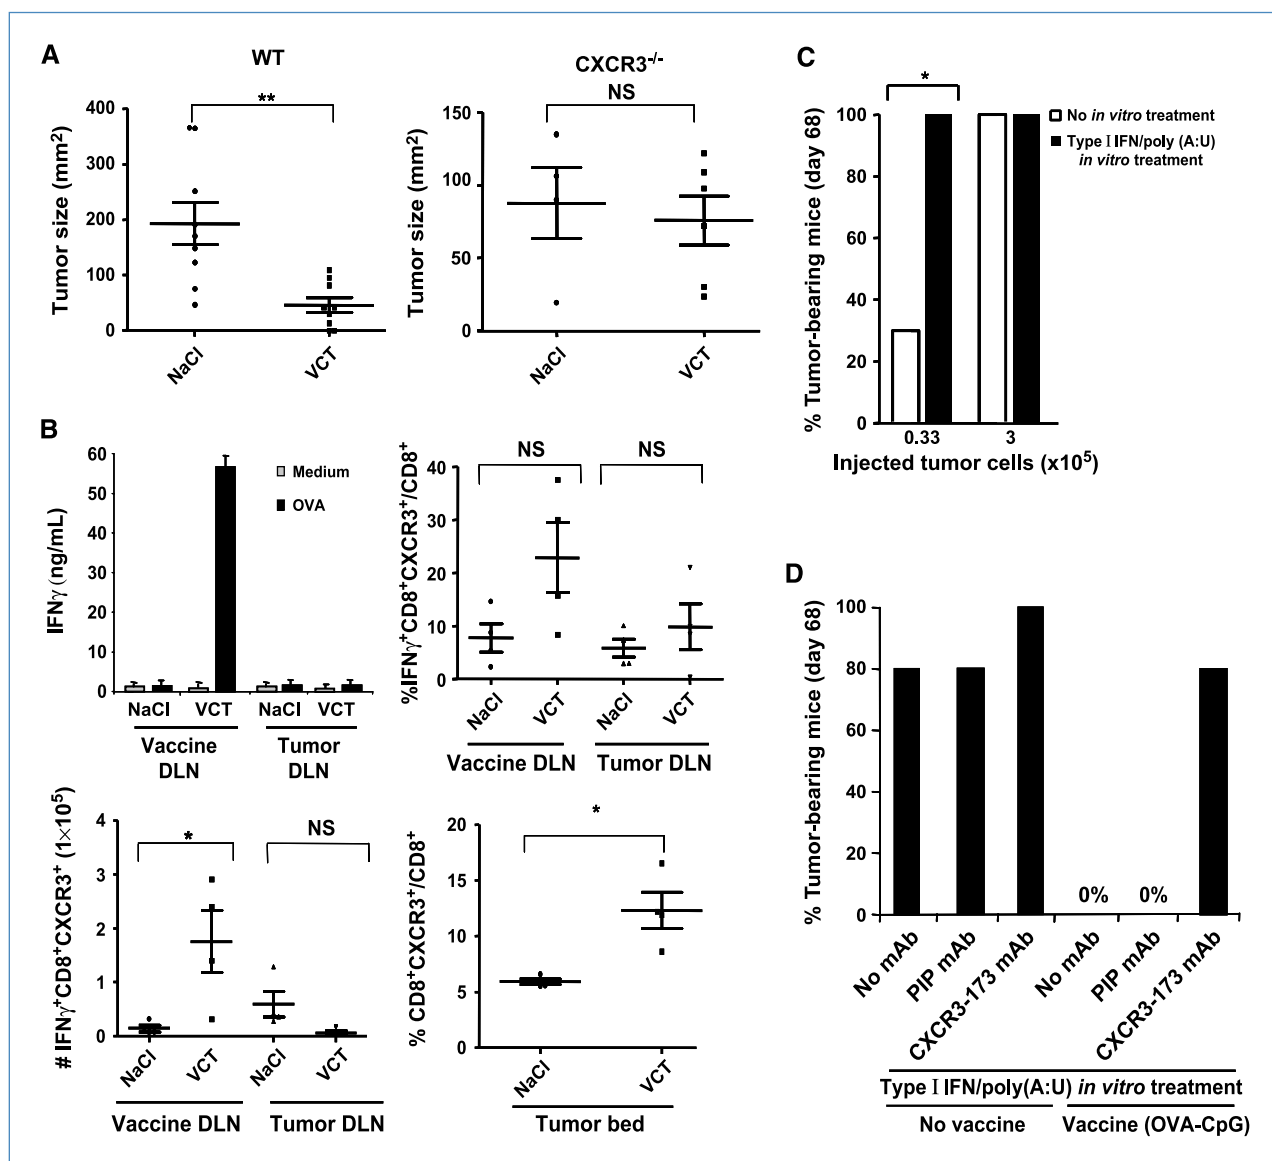 A
WT
**
Tumor size (mm²)
400
300
200
100
0
NaCl
VCT
CXCR3⁻/⁻
NS
Tumor size (mm²)
150
100
50
0
NaCl
VCT
C
*
No in vitro treatment
Type I IFN/poly (A:U)
in vitro treatment
% Tumor-bearing mice (day 68)
100
80
60
40
20
0
0.33 3
Injected tumor cells (x10⁵)
B
IFNγ (ng/mL)
60
50
40
30
20
10
0
Medium
OVA
NaCl VCT NaCl VCT
Vaccine Tumor
DLN DLN
%IFNγ⁺CD8⁺CXCR3⁺/CD8⁺
NS NS
40
30
20
10
0
NaCl VCT NaCl VCT
Vaccine DLN Tumor DLN
# IFNγ⁺CD8⁺CXCR3⁺ (1×10⁵)
* NS
4
3
2
1
0
NaCl VCT NaCl VCT
Vaccine DLN Tumor DLN
% CD8⁺CXCR3⁺/CD8⁺
*
20
15
10
5
0
NaCl VCT
Tumor bed
D
% Tumor-bearing mice (day 68)
100
80
60
40
20
0
0% 0%
No mAb PIP mAb CXCR3-173 mAb No mAb PIP mAb CXCR3-173 mAb
Type I IFN/poly(A:U) in vitro treatment
No vaccine Vaccine (OVA-CpG)